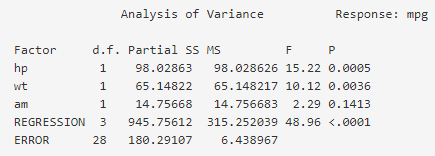 Analysis of Variance Response: mpg
Factor d.f. Partial SS MS F P
hp 1 98.02863 98.028626 15.22 0.0005
wt 1 65.14822 65.148217 10.12 0.0036
am 1 14.75668 14.756683 2.29 0.1413
REGRESSION 3 945.75612 315.252039 48.96 <.0001
ERROR 28 180.29107 6.438967